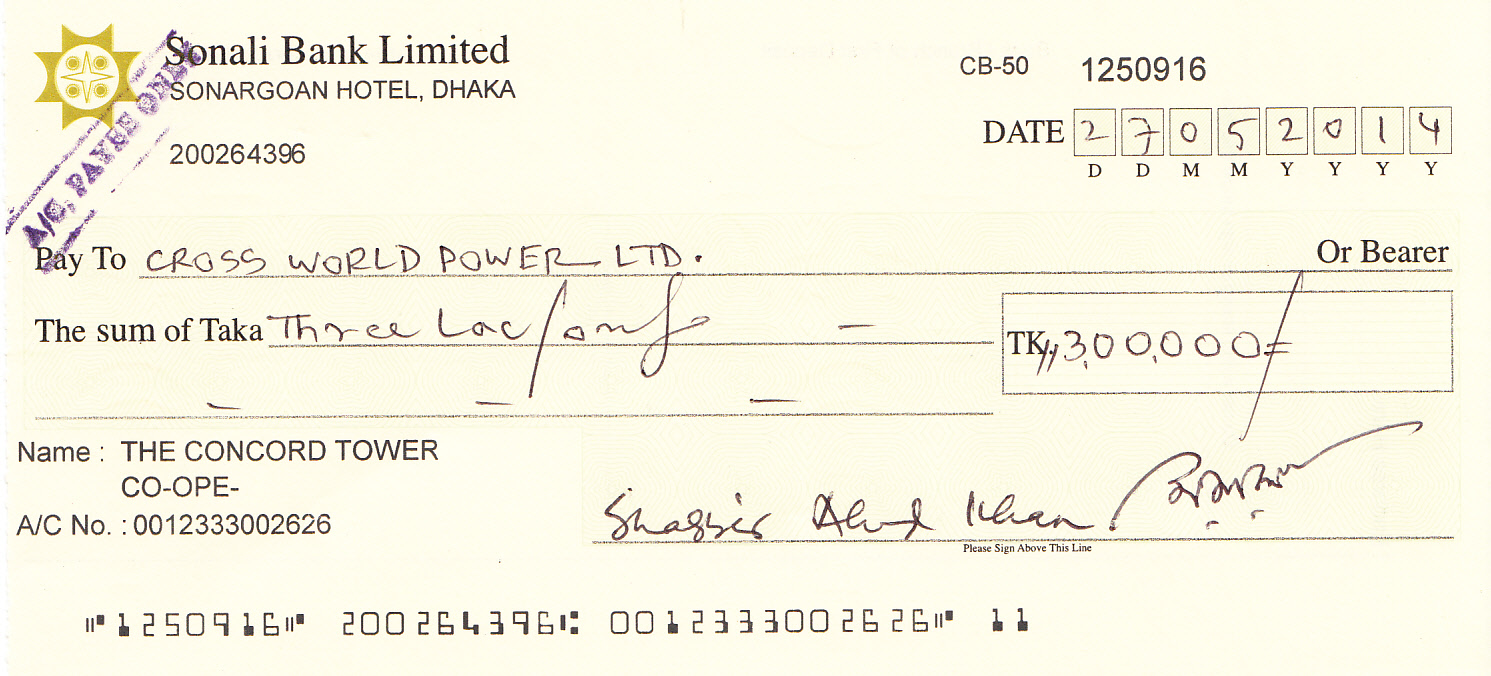 Sonali Bank Limited
SONARGOAN HOTEL, DHAKA
200264396
A/C, PAYEE ONLY
CB-50 1250916
DATE 2 7 0 5 2 0 1 4
D D M M Y Y Y Y
Pay To CROSS WORLD POWER LTD. Or Bearer
The sum of Taka Three Lac/only —
TK. 3,00,000/=
— — —
Name : THE CONCORD TOWER
CO-OPE-
A/C No. : 0012333002626
Ahmed Khan
Please Sign Above This Line
⑈1250916⑈ 200264396⑆ 0012333002626⑈ 11